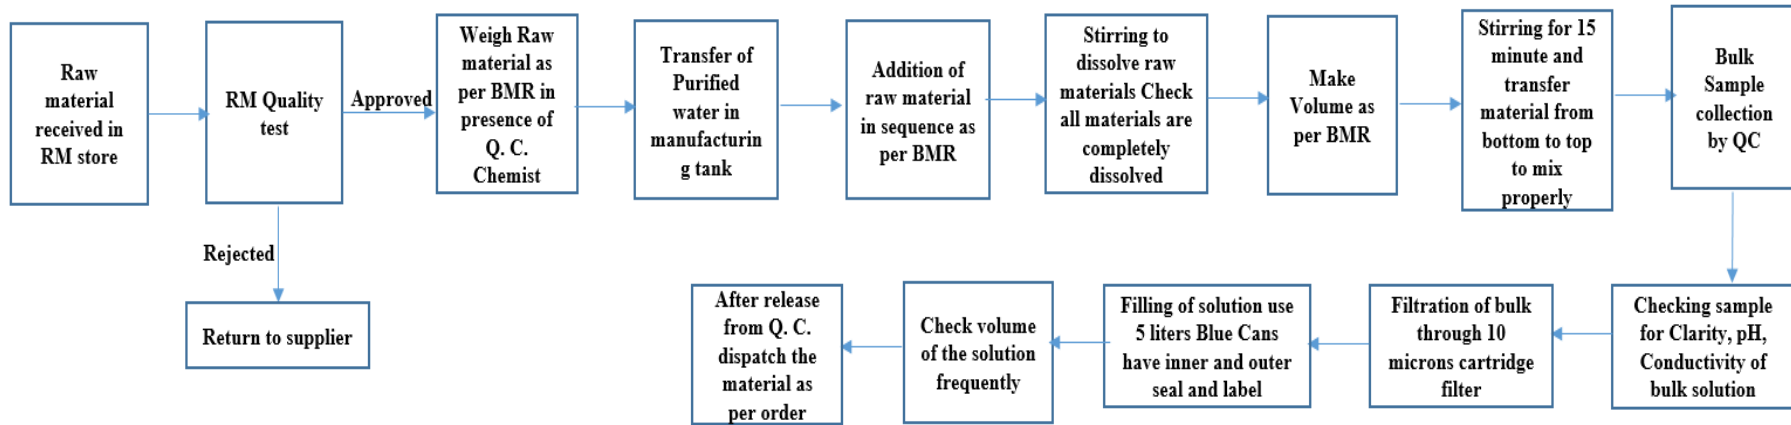 Raw
material
received in
RM store
RM Quality
test
Approved
Rejected
Return to supplier
Weigh Raw
material as
per BMR in
presence of
Q. C.
Chemist
Transfer of
Purified
water in
manufacturin
g tank
Addition of
raw material
in sequence as
per BMR
Stirring to
dissolve raw
materials Check
all materials are
completely
dissolved
Make
Volume as
per BMR
Stirring for 15
minute and
transfer
material from
bottom to top
to mix
properly
Bulk
Sample
collection
by QC
Checking sample
for Clarity, pH,
Conductivity of
bulk solution
Filtration of bulk
through 10
microns cartridge
filter
Filling of solution use
5 liters Blue Cans
have inner and outer
seal and label
Check volume
of the solution
frequently
After release
from Q. C.
dispatch the
material as
per order